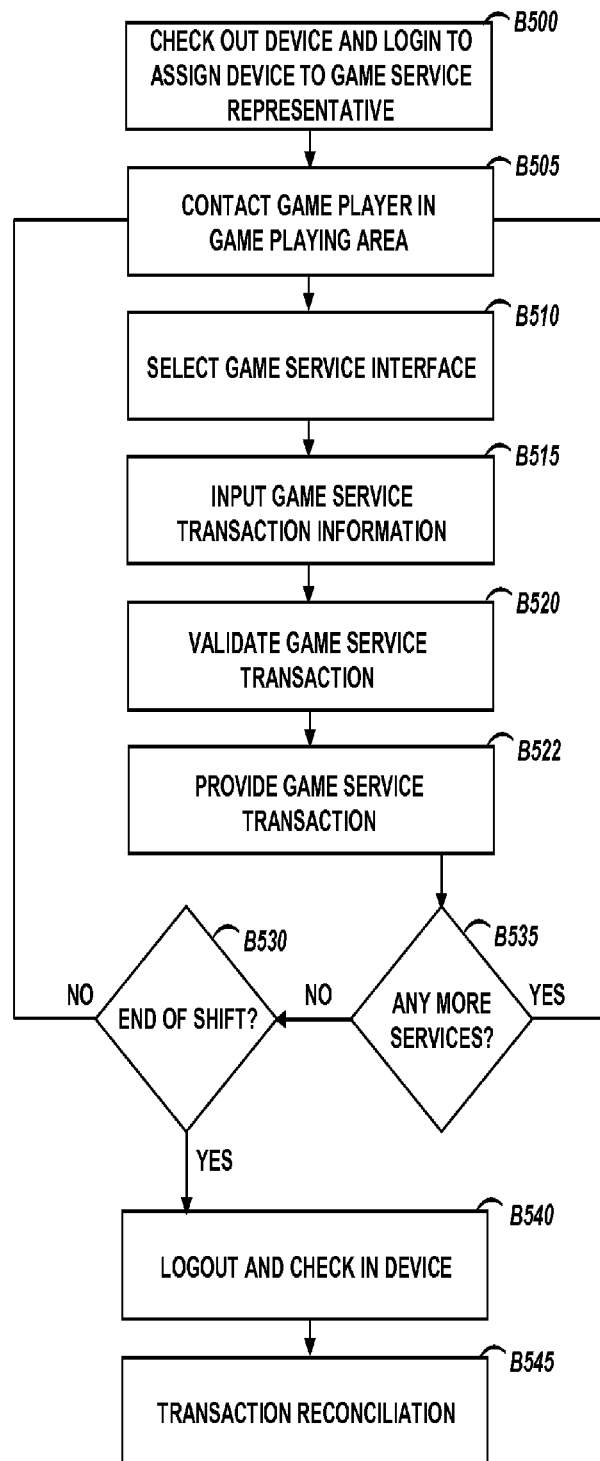 B500
CHECK OUT DEVICE AND LOGIN TO
ASSIGN DEVICE TO GAME SERVICE
REPRESENTATIVE
B505
CONTACT GAME PLAYER IN
GAME PLAYING AREA
B510
SELECT GAME SERVICE INTERFACE
B515
INPUT GAME SERVICE
TRANSACTION INFORMATION
B520
VALIDATE GAME SERVICE
TRANSACTION
B522
PROVIDE GAME SERVICE
TRANSACTION
B535
ANY MORE
SERVICES?
YES
NO
B530
END OF SHIFT?
NO
YES
B540
LOGOUT AND CHECK IN DEVICE
B545
TRANSACTION RECONCILIATION